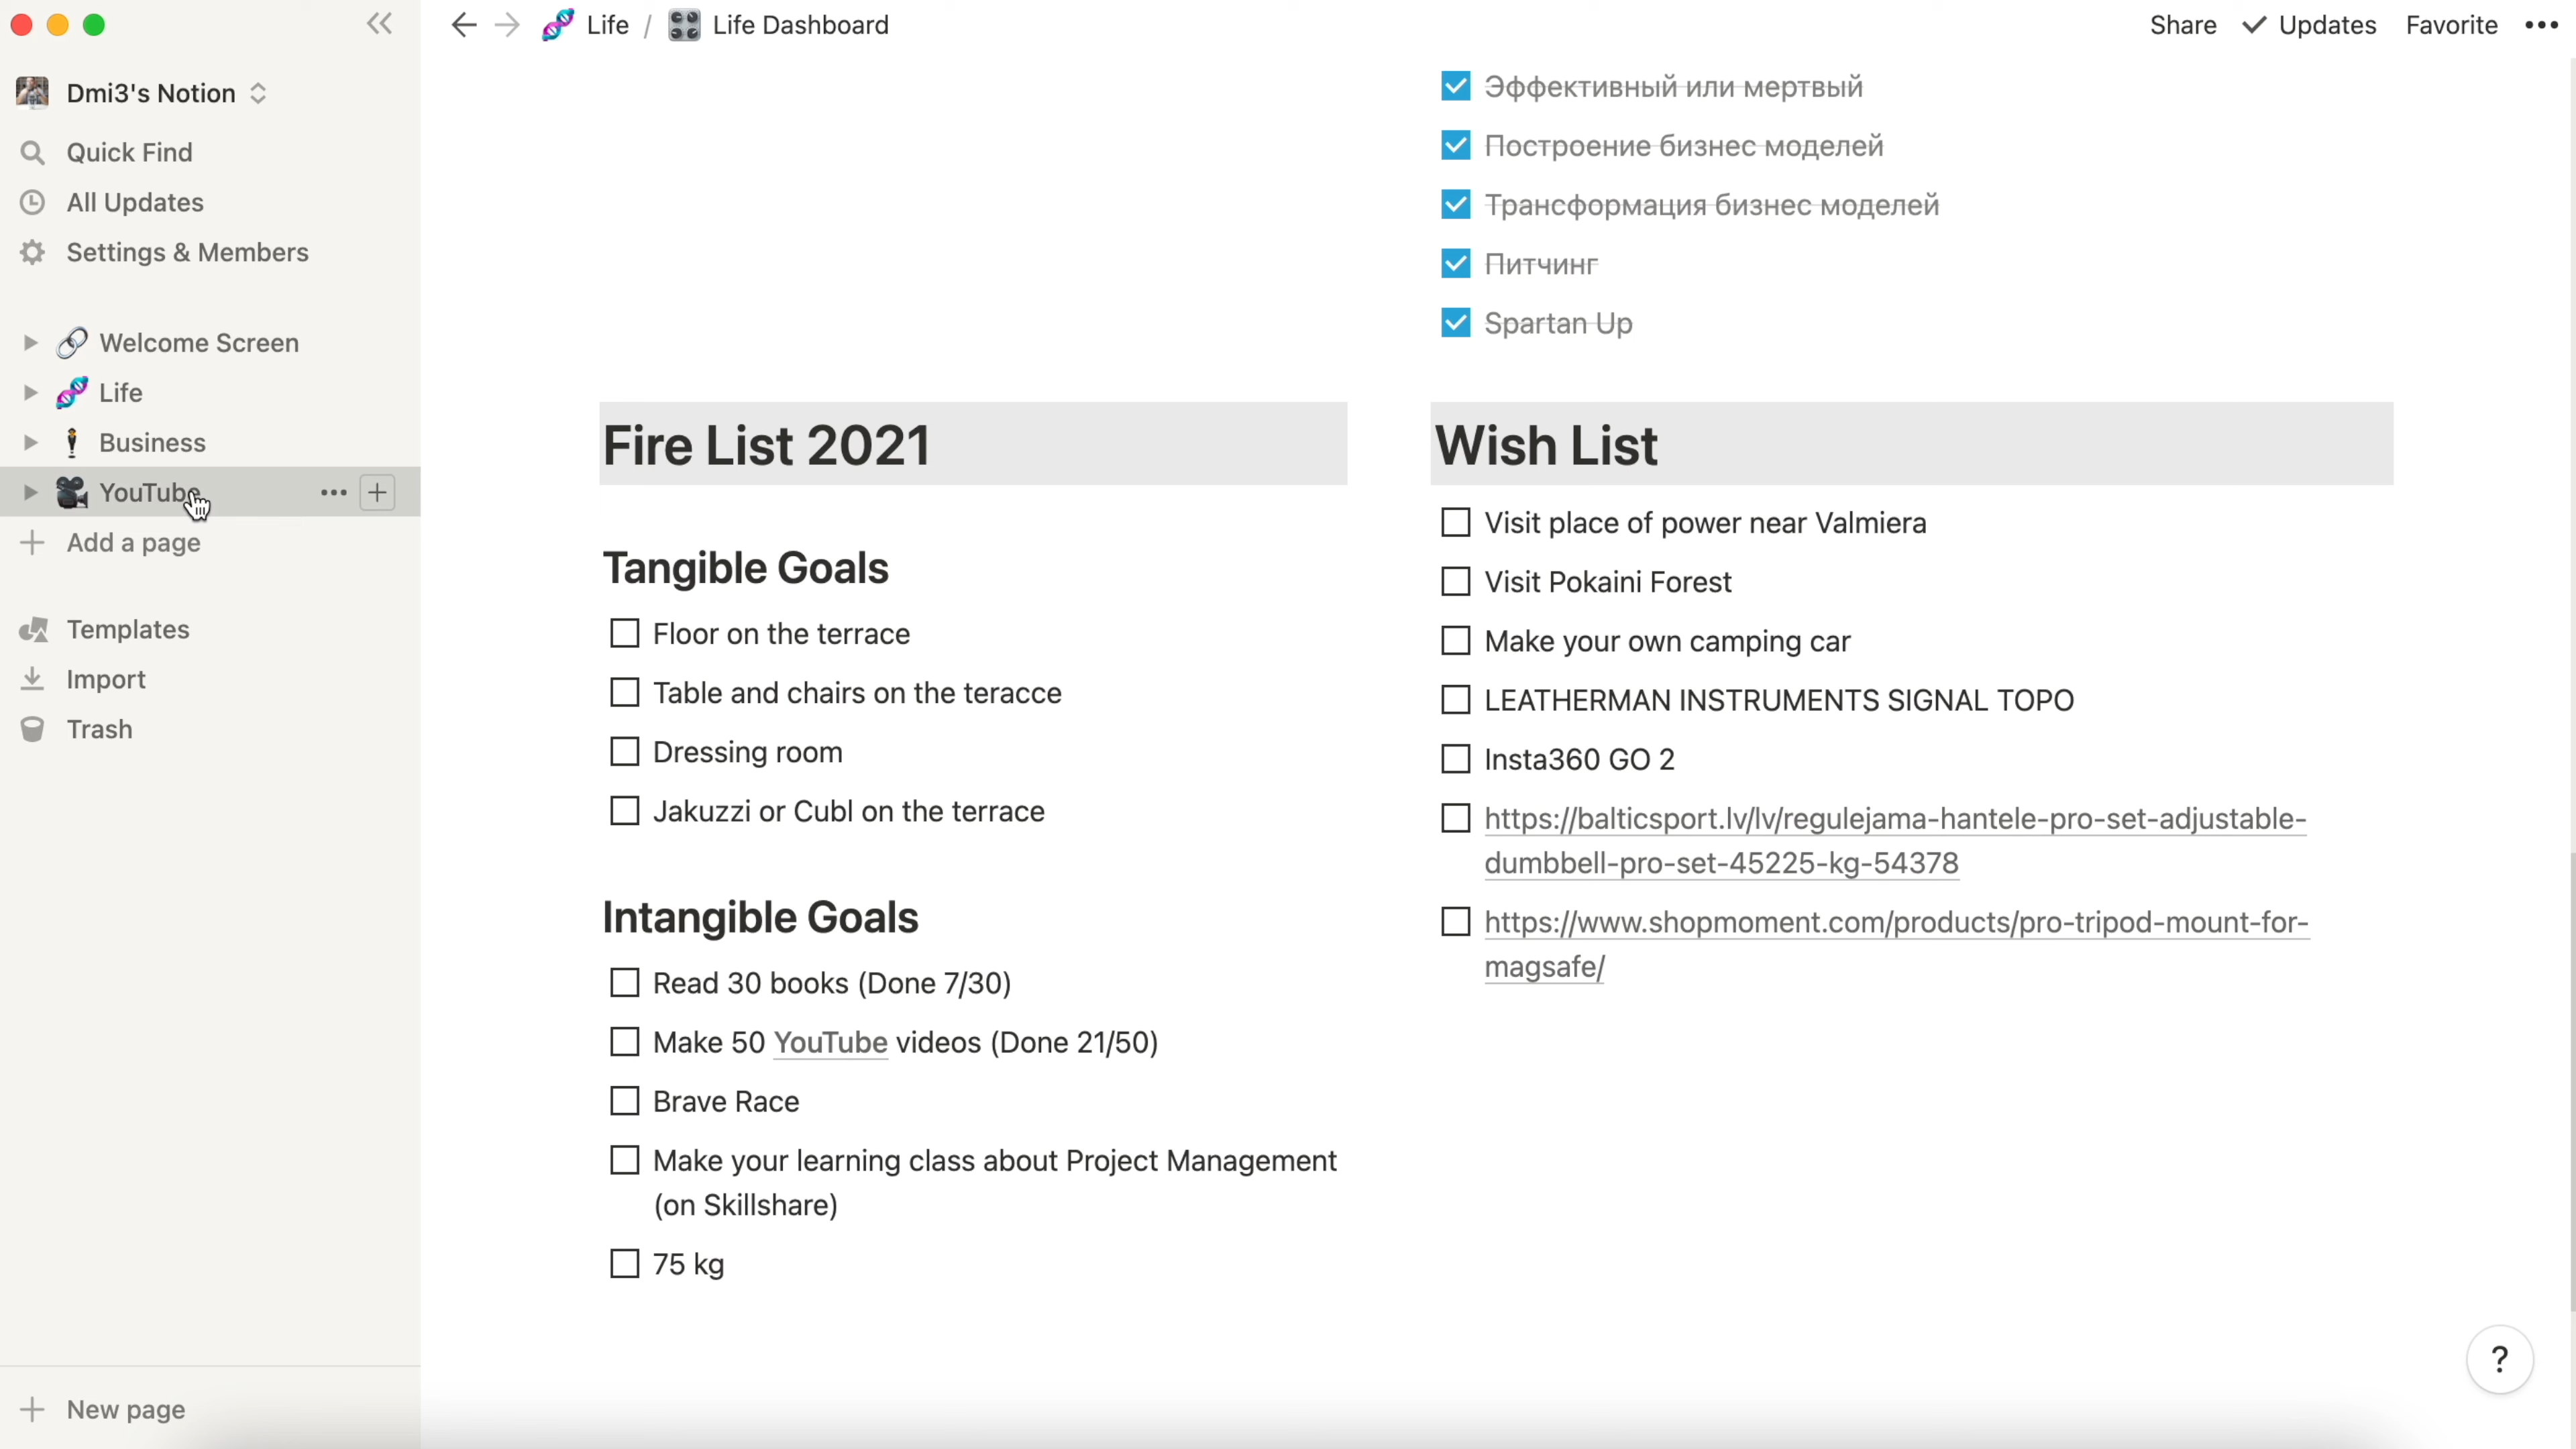 Life / Life Dashboard
Share Updates Favorite
Dmi3's Notion
Quick Find
All Updates
Settings & Members
Welcome Screen
Life
Business
YouTube
Add a page
Templates
Import
Trash
New page
Эффективный или мертвый
Построение бизнес моделей
Трансформация бизнес моделей
Питчинг
Spartan Up
Fire List 2021
Tangible Goals
Floor on the terrace
Table and chairs on the teracce
Dressing room
Jakuzzi or Cubl on the terrace
Intangible Goals
Read 30 books (Done 7/30)
Make 50 YouTube videos (Done 21/50)
Brave Race
Make your learning class about Project Management
(on Skillshare)
75 kg
Wish List
Visit place of power near Valmiera
Visit Pokaini Forest
Make your own camping car
LEATHERMAN INSTRUMENTS SIGNAL TOPO
Insta360 GO 2
https://balticsport.lv/lv/regulejama-hantele-pro-set-adjustable-
dumbbell-pro-set-45225-kg-54378
https://www.shopmoment.com/products/pro-tripod-mount-for-
magsafe/
?